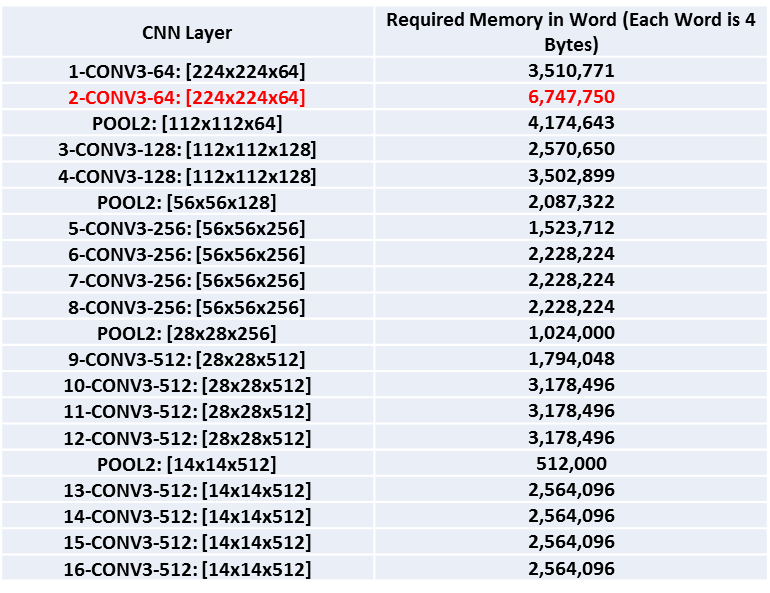 CNN Layer
Required Memory in Word (Each Word is 4
Bytes)
1-CONV3-64: [224x224x64] 3,510,771
2-CONV3-64: [224x224x64] 6,747,750
POOL2: [112x112x64] 4,174,643
3-CONV3-128: [112x112x128] 2,570,650
4-CONV3-128: [112x112x128] 3,502,899
POOL2: [56x56x128] 2,087,322
5-CONV3-256: [56x56x256] 1,523,712
6-CONV3-256: [56x56x256] 2,228,224
7-CONV3-256: [56x56x256] 2,228,224
8-CONV3-256: [56x56x256] 2,228,224
POOL2: [28x28x256] 1,024,000
9-CONV3-512: [28x28x512] 1,794,048
10-CONV3-512: [28x28x512] 3,178,496
11-CONV3-512: [28x28x512] 3,178,496
12-CONV3-512: [28x28x512] 3,178,496
POOL2: [14x14x512] 512,000
13-CONV3-512: [14x14x512] 2,564,096
14-CONV3-512: [14x14x512] 2,564,096
15-CONV3-512: [14x14x512] 2,564,096
16-CONV3-512: [14x14x512] 2,564,096